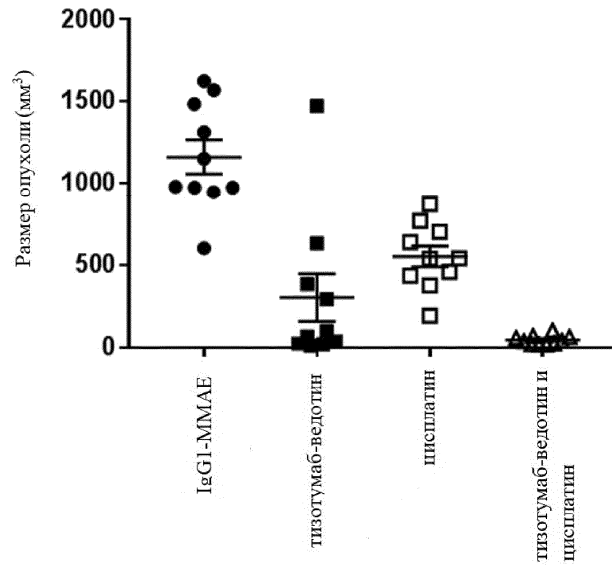 2000
1500
1000
500
0
Размер опухоли (мм³)
IgG1-MMAE
тизотумаб-ведотин
цисплатин
тизотумаб-ведотин и
цисплатин